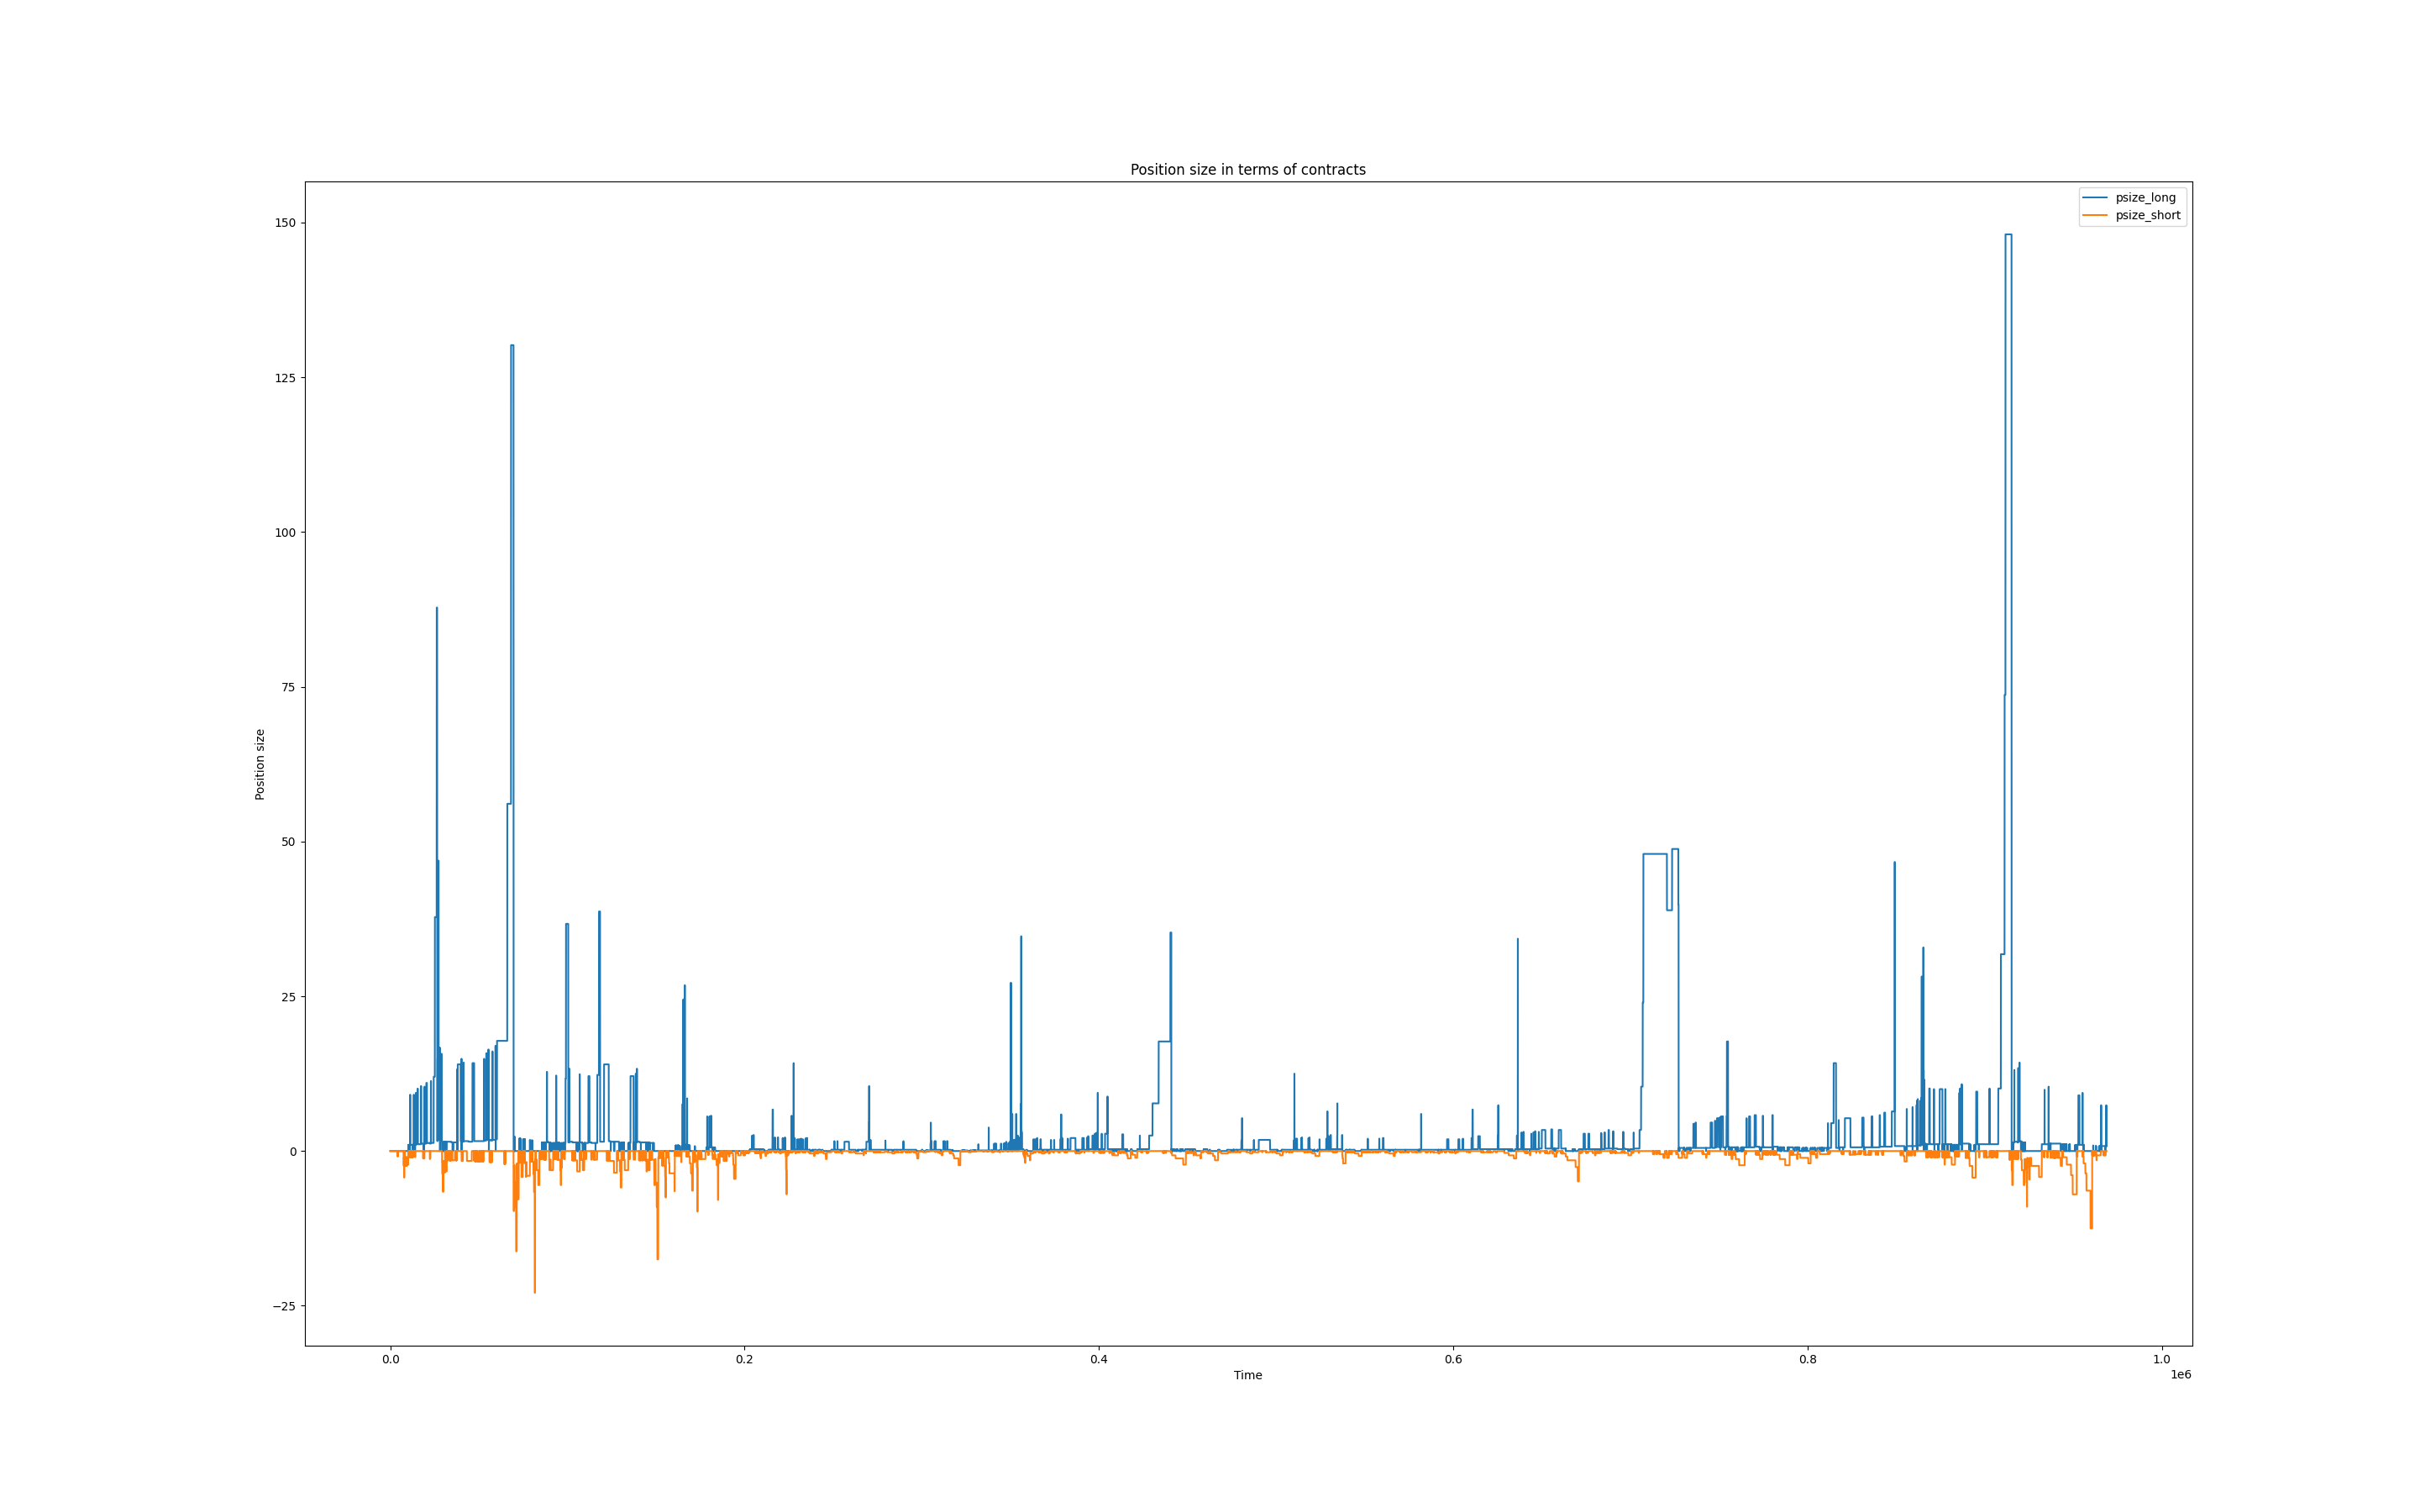 Position size in terms of contracts
psize_long
psize_short
150
125
100
75
50
25
0
−25
Position size
0.0 0.2 0.4 0.6 0.8 1.0
1e6
Time